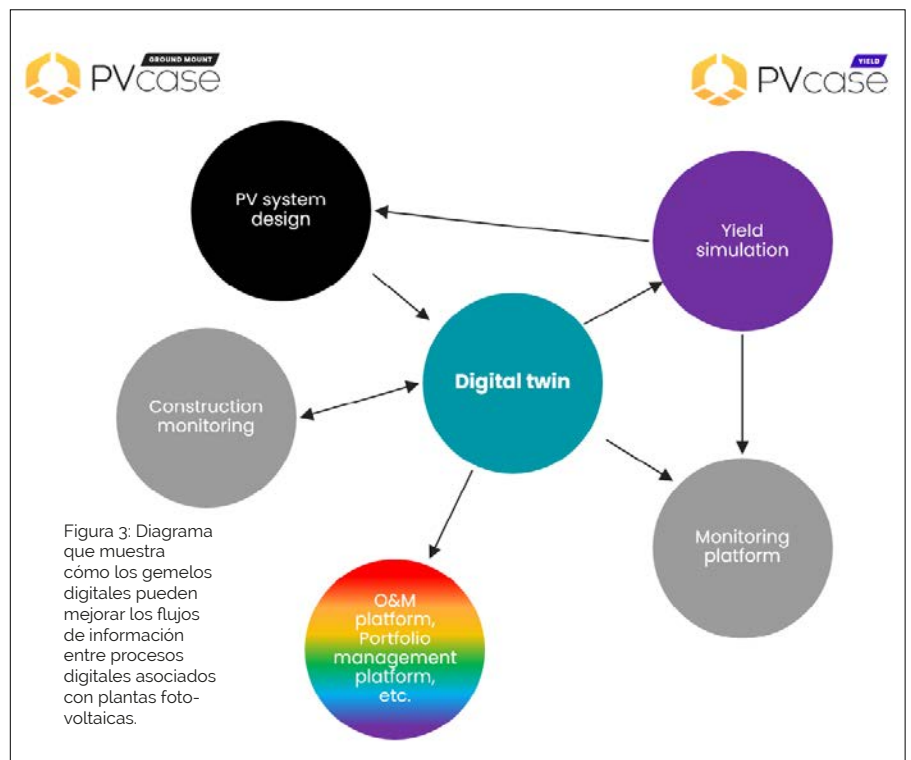 GROUND MOUNT
PVcase
YIELD
PVcase
PV system
design
Yield
simulation
Digital twin
Construction
monitoring
Monitoring
platform
O&M
platform,
Portfolio
management
platform,
etc.
Figura 3: Diagrama
que muestra
cómo los gemelos
digitales pueden
mejorar los flujos
de información
entre procesos
digitales asociados
con plantas foto-
voltaicas.